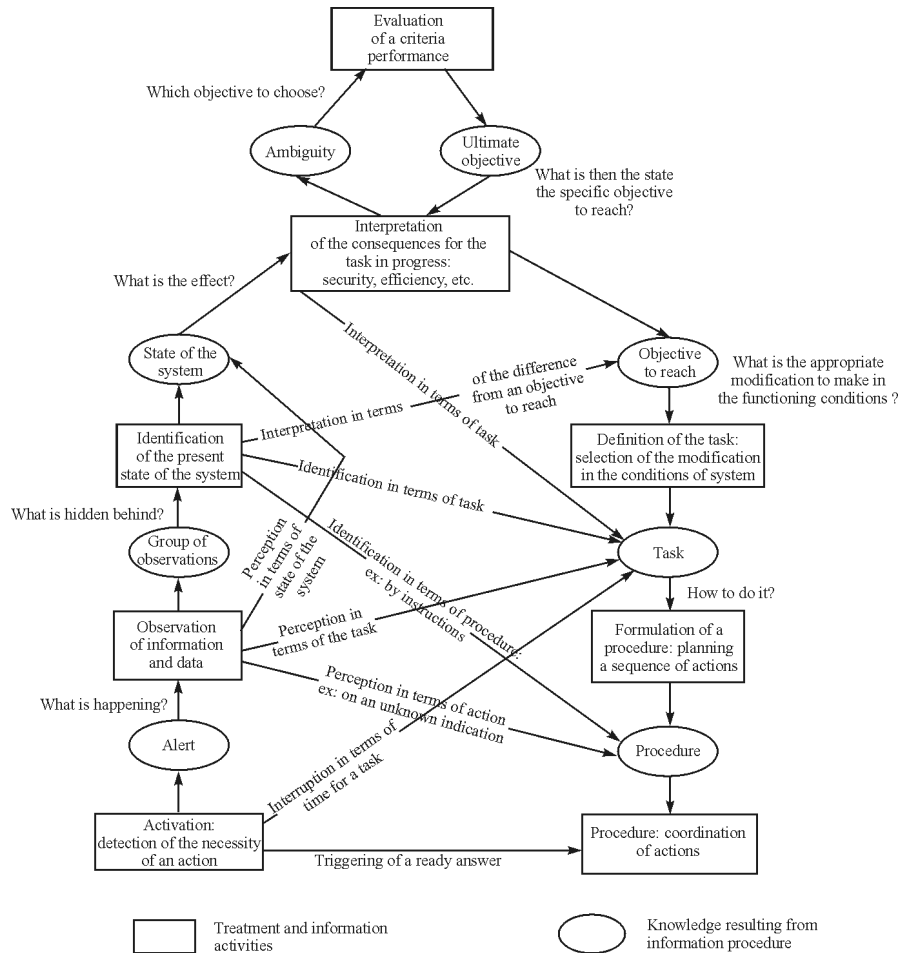 Evaluation
of a criteria
performance
Which objective to choose?
Ambiguity
Ultimate
objective
What is then the state
the specific objective
to reach?
Interpretation
of the consequences for the
task in progress:
security, efficiency, etc.
What is the effect?
State of the
system
Interpretation in terms of task
Interpretation in terms
of the difference
from an objective
to reach
Objective
to reach
What is the appropriate
modification to make in
the functioning conditions ?
Identification
of the present
state of the system
Definition of the task:
selection of the modification
in the conditions of system
Identification in terms of task
What is hidden behind?
Group of
observations
Perception
in terms of
state of the
system
Identification in terms of procedure:
ex: by instructions
Task
How to do it?
Observation
of information
and data
Perception in
terms of the task
Formulation of a
procedure: planning
a sequence of actions
Perception in terms of action
ex: on an unknown indication
What is happening?
Alert
Interruption in terms of
time for a task
Procedure
Activation:
detection of the necessity
of an action
Triggering of a ready answer
Procedure: coordination
of actions
Treatment and information
activities
Knowledge resulting from
information procedure